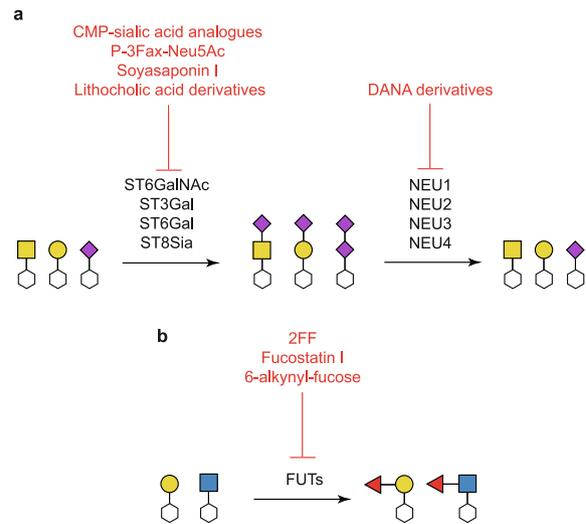 a
CMP-sialic acid analogues
P-3Fax-Neu5Ac
Soyasaponin I
Lithocholic acid derivatives
DANA derivatives
ST6GalNAc
ST3Gal
ST6Gal
ST8Sia
NEU1
NEU2
NEU3
NEU4
b
2FF
Fucostatin I
6-alkynyl-fucose
FUTs